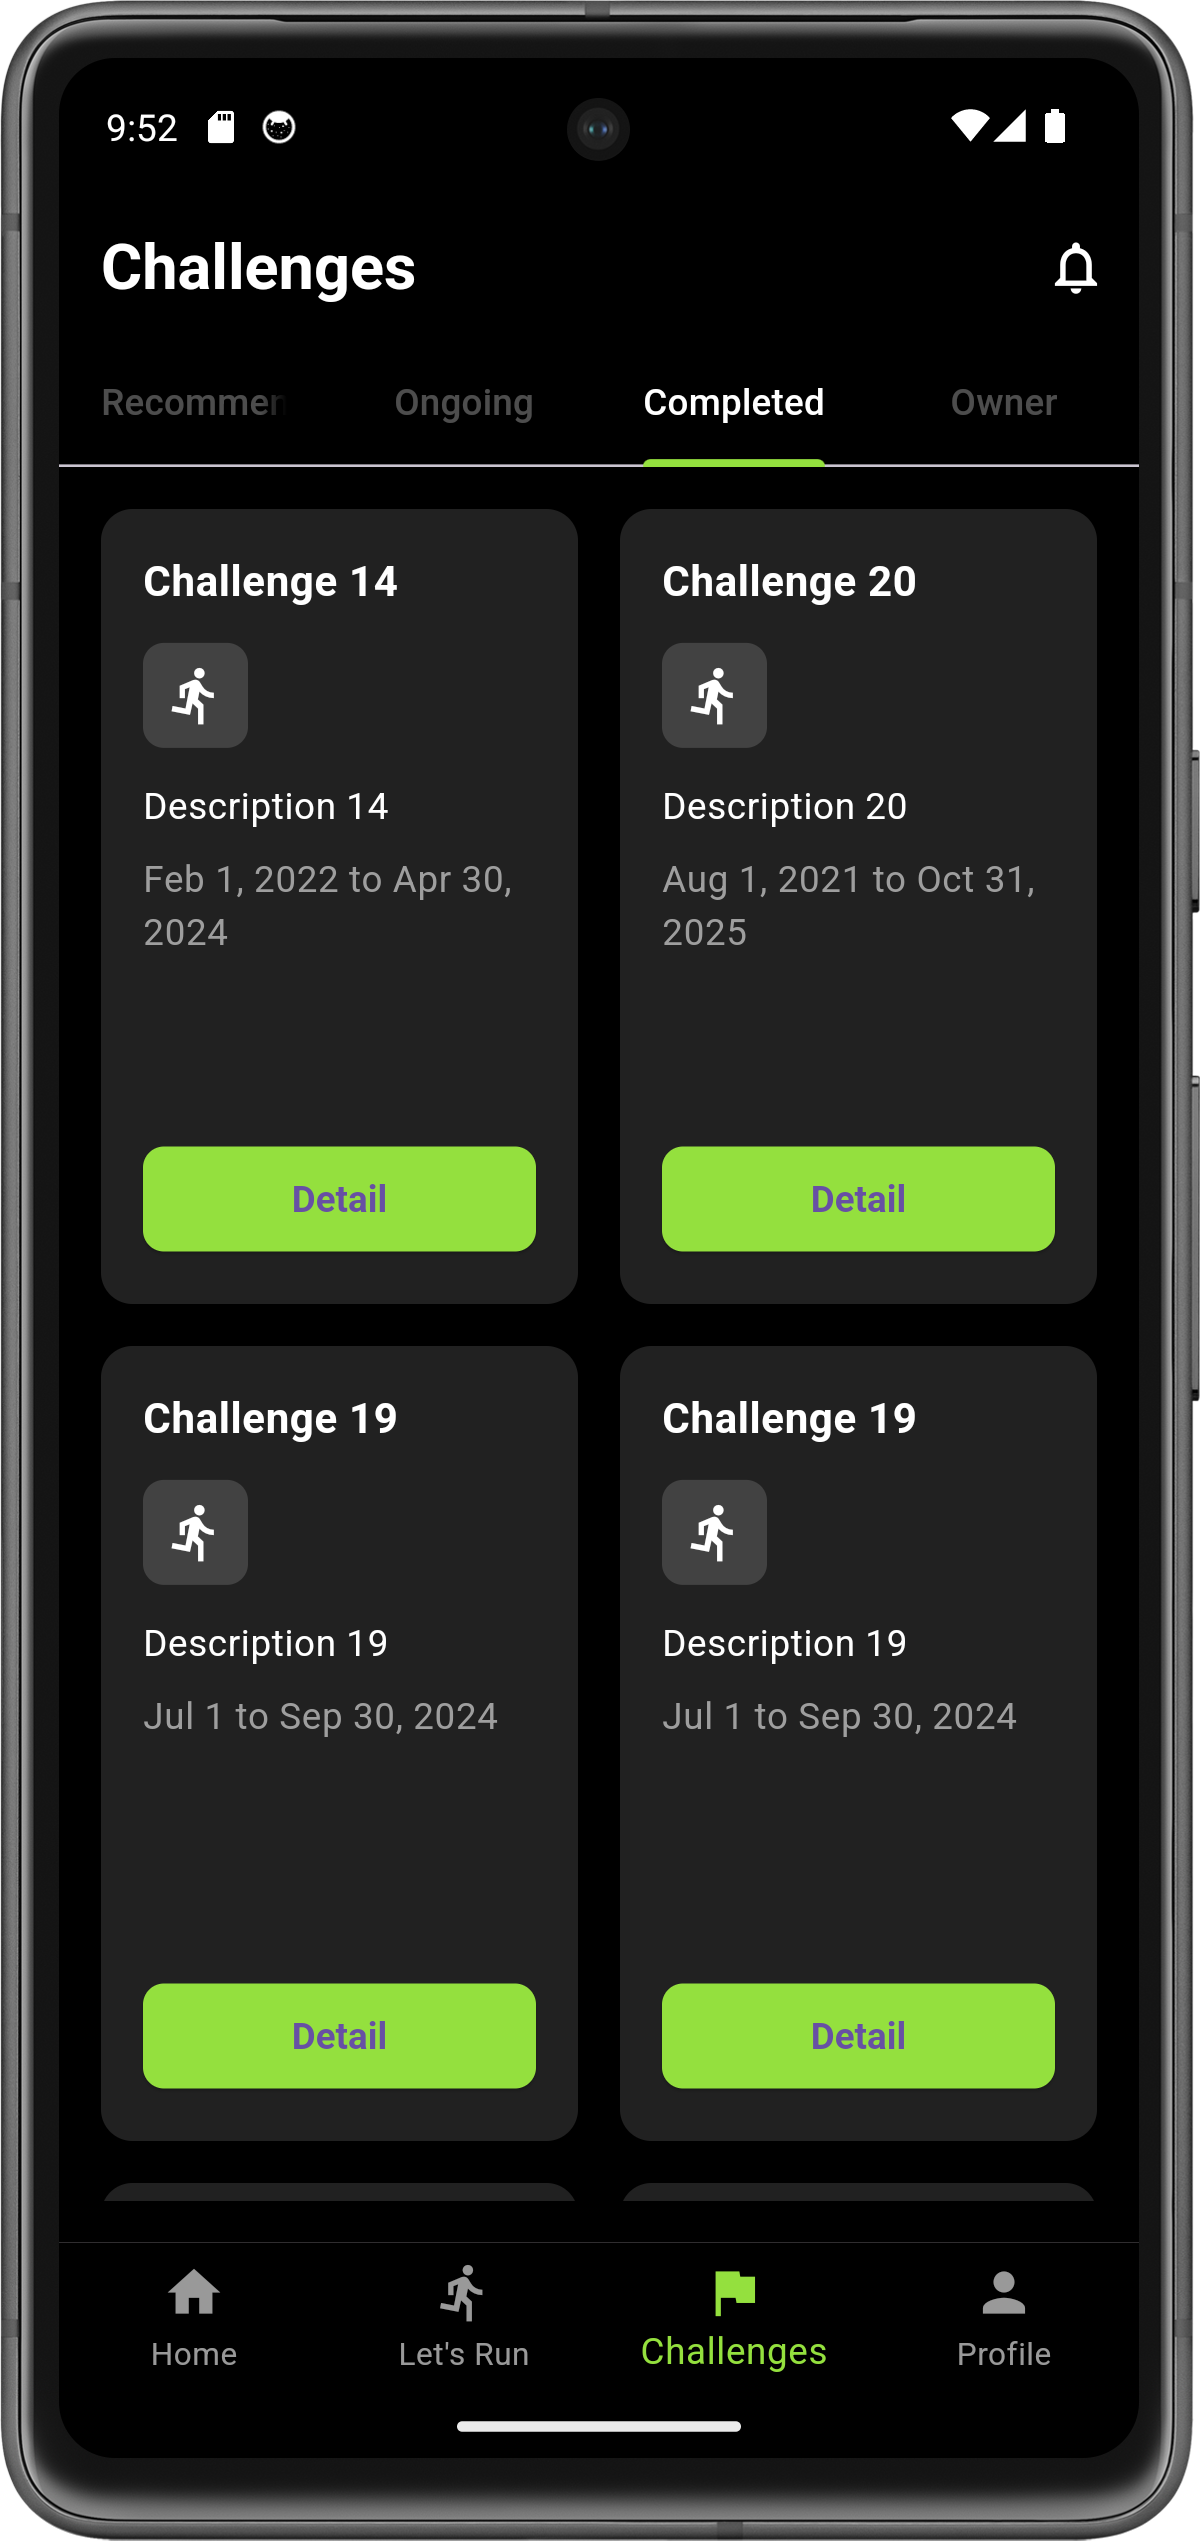 9:52
Challenges
Recommen
Ongoing
Completed
Owner
Challenge 14
Description 14
Feb 1, 2022 to Apr 30,
2024
Detail
Challenge 20
Description 20
Aug 1, 2021 to Oct 31,
2025
Detail
Challenge 19
Description 19
Jul 1 to Sep 30, 2024
Detail
Challenge 19
Description 19
Jul 1 to Sep 30, 2024
Detail
Home
Let's Run
Challenges
Profile